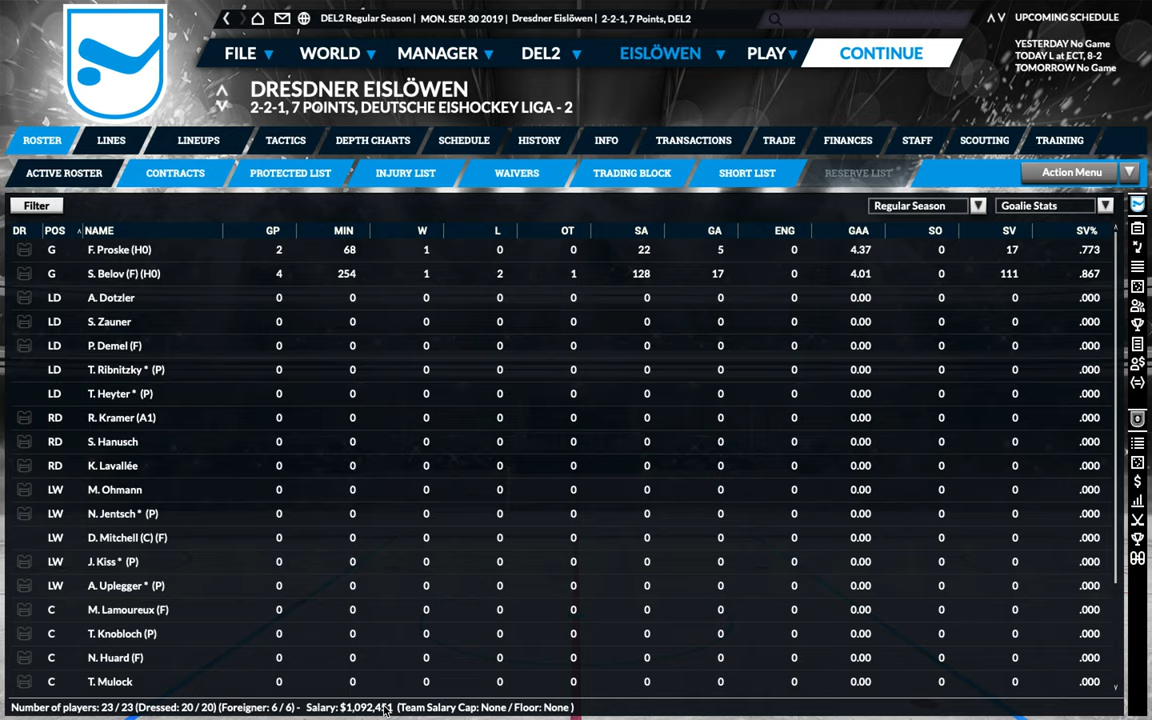 DEL2 Regular Season | MON. SEP. 30 2019 | Dresdner Eislöwen | 2-2-1, 7 Points, DEL2
UPCOMING SCHEDULE
FILE WORLD MANAGER DEL2 EISLÖWEN PLAY CONTINUE
YESTERDAY No Game
TODAY L at ECT, 8-2
TOMORROW No Game
DRESDNER EISLÖWEN
2-2-1, 7 POINTS, DEUTSCHE EISHOCKEY LIGA - 2
ROSTER LINES LINEUPS TACTICS DEPTH CHARTS SCHEDULE HISTORY INFO TRANSACTIONS TRADE FINANCES STAFF SCOUTING TRAINING
ACTIVE ROSTER CONTRACTS PROTECTED LIST INJURY LIST WAIVERS TRADING BLOCK SHORT LIST RESERVE LIST Action Menu
Filter Regular Season Goalie Stats
DR POS NAME GP MIN W L OT SA GA ENG GAA SO SV SV%
G F. Proske (H0) 2 68 1 0 0 22 5 0 4.37 0 17 .773
G S. Belov (F) (H0) 4 254 1 2 1 128 17 0 4.01 0 111 .867
LD A. Dotzler 0 0 0 0 0 0 0 0 0.00 0 0 .000
LD S. Zauner 0 0 0 0 0 0 0 0 0.00 0 0 .000
LD P. Demel (F) 0 0 0 0 0 0 0 0 0.00 0 0 .000
LD T. Ribnitzky * (P) 0 0 0 0 0 0 0 0 0.00 0 0 .000
LD T. Heyter * (P) 0 0 0 0 0 0 0 0 0.00 0 0 .000
RD R. Kramer (A1) 0 0 0 0 0 0 0 0 0.00 0 0 .000
RD S. Hanusch 0 0 0 0 0 0 0 0 0.00 0 0 .000
RD K. Lavallée 0 0 0 0 0 0 0 0 0.00 0 0 .000
LW M. Ohmann 0 0 0 0 0 0 0 0 0.00 0 0 .000
LW N. Jentsch * (P) 0 0 0 0 0 0 0 0 0.00 0 0 .000
LW D. Mitchell (C) (F) 0 0 0 0 0 0 0 0 0.00 0 0 .000
LW J. Kiss * (P) 0 0 0 0 0 0 0 0 0.00 0 0 .000
LW A. Uplegger * (P) 0 0 0 0 0 0 0 0 0.00 0 0 .000
C M. Lamoureux (F) 0 0 0 0 0 0 0 0 0.00 0 0 .000
C T. Knobloch (P) 0 0 0 0 0 0 0 0 0.00 0 0 .000
C N. Huard (F) 0 0 0 0 0 0 0 0 0.00 0 0 .000
C T. Mulock 0 0 0 0 0 0 0 0 0.00 0 0 .000
Number of players: 23 / 23 (Dressed: 20 / 20) (Foreigner: 6 / 6) - Salary: (Team Salary Cap: None / Floor: None )